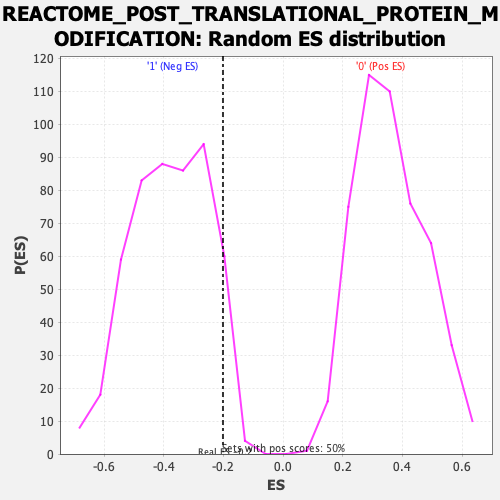 REACTOME_POST_TRANSLATIONAL_PROTEIN_M
ODIFICATION: Random ES distribution
'1' (Neg ES)
'0' (Pos ES)
120
110
100
90
80
70
60
50
40
30
20
10
0
P(ES)
Sets with pos scores: 50%
Real ES
-0.6
-0.4
-0.2
0.0
0.2
0.4
0.6
ES